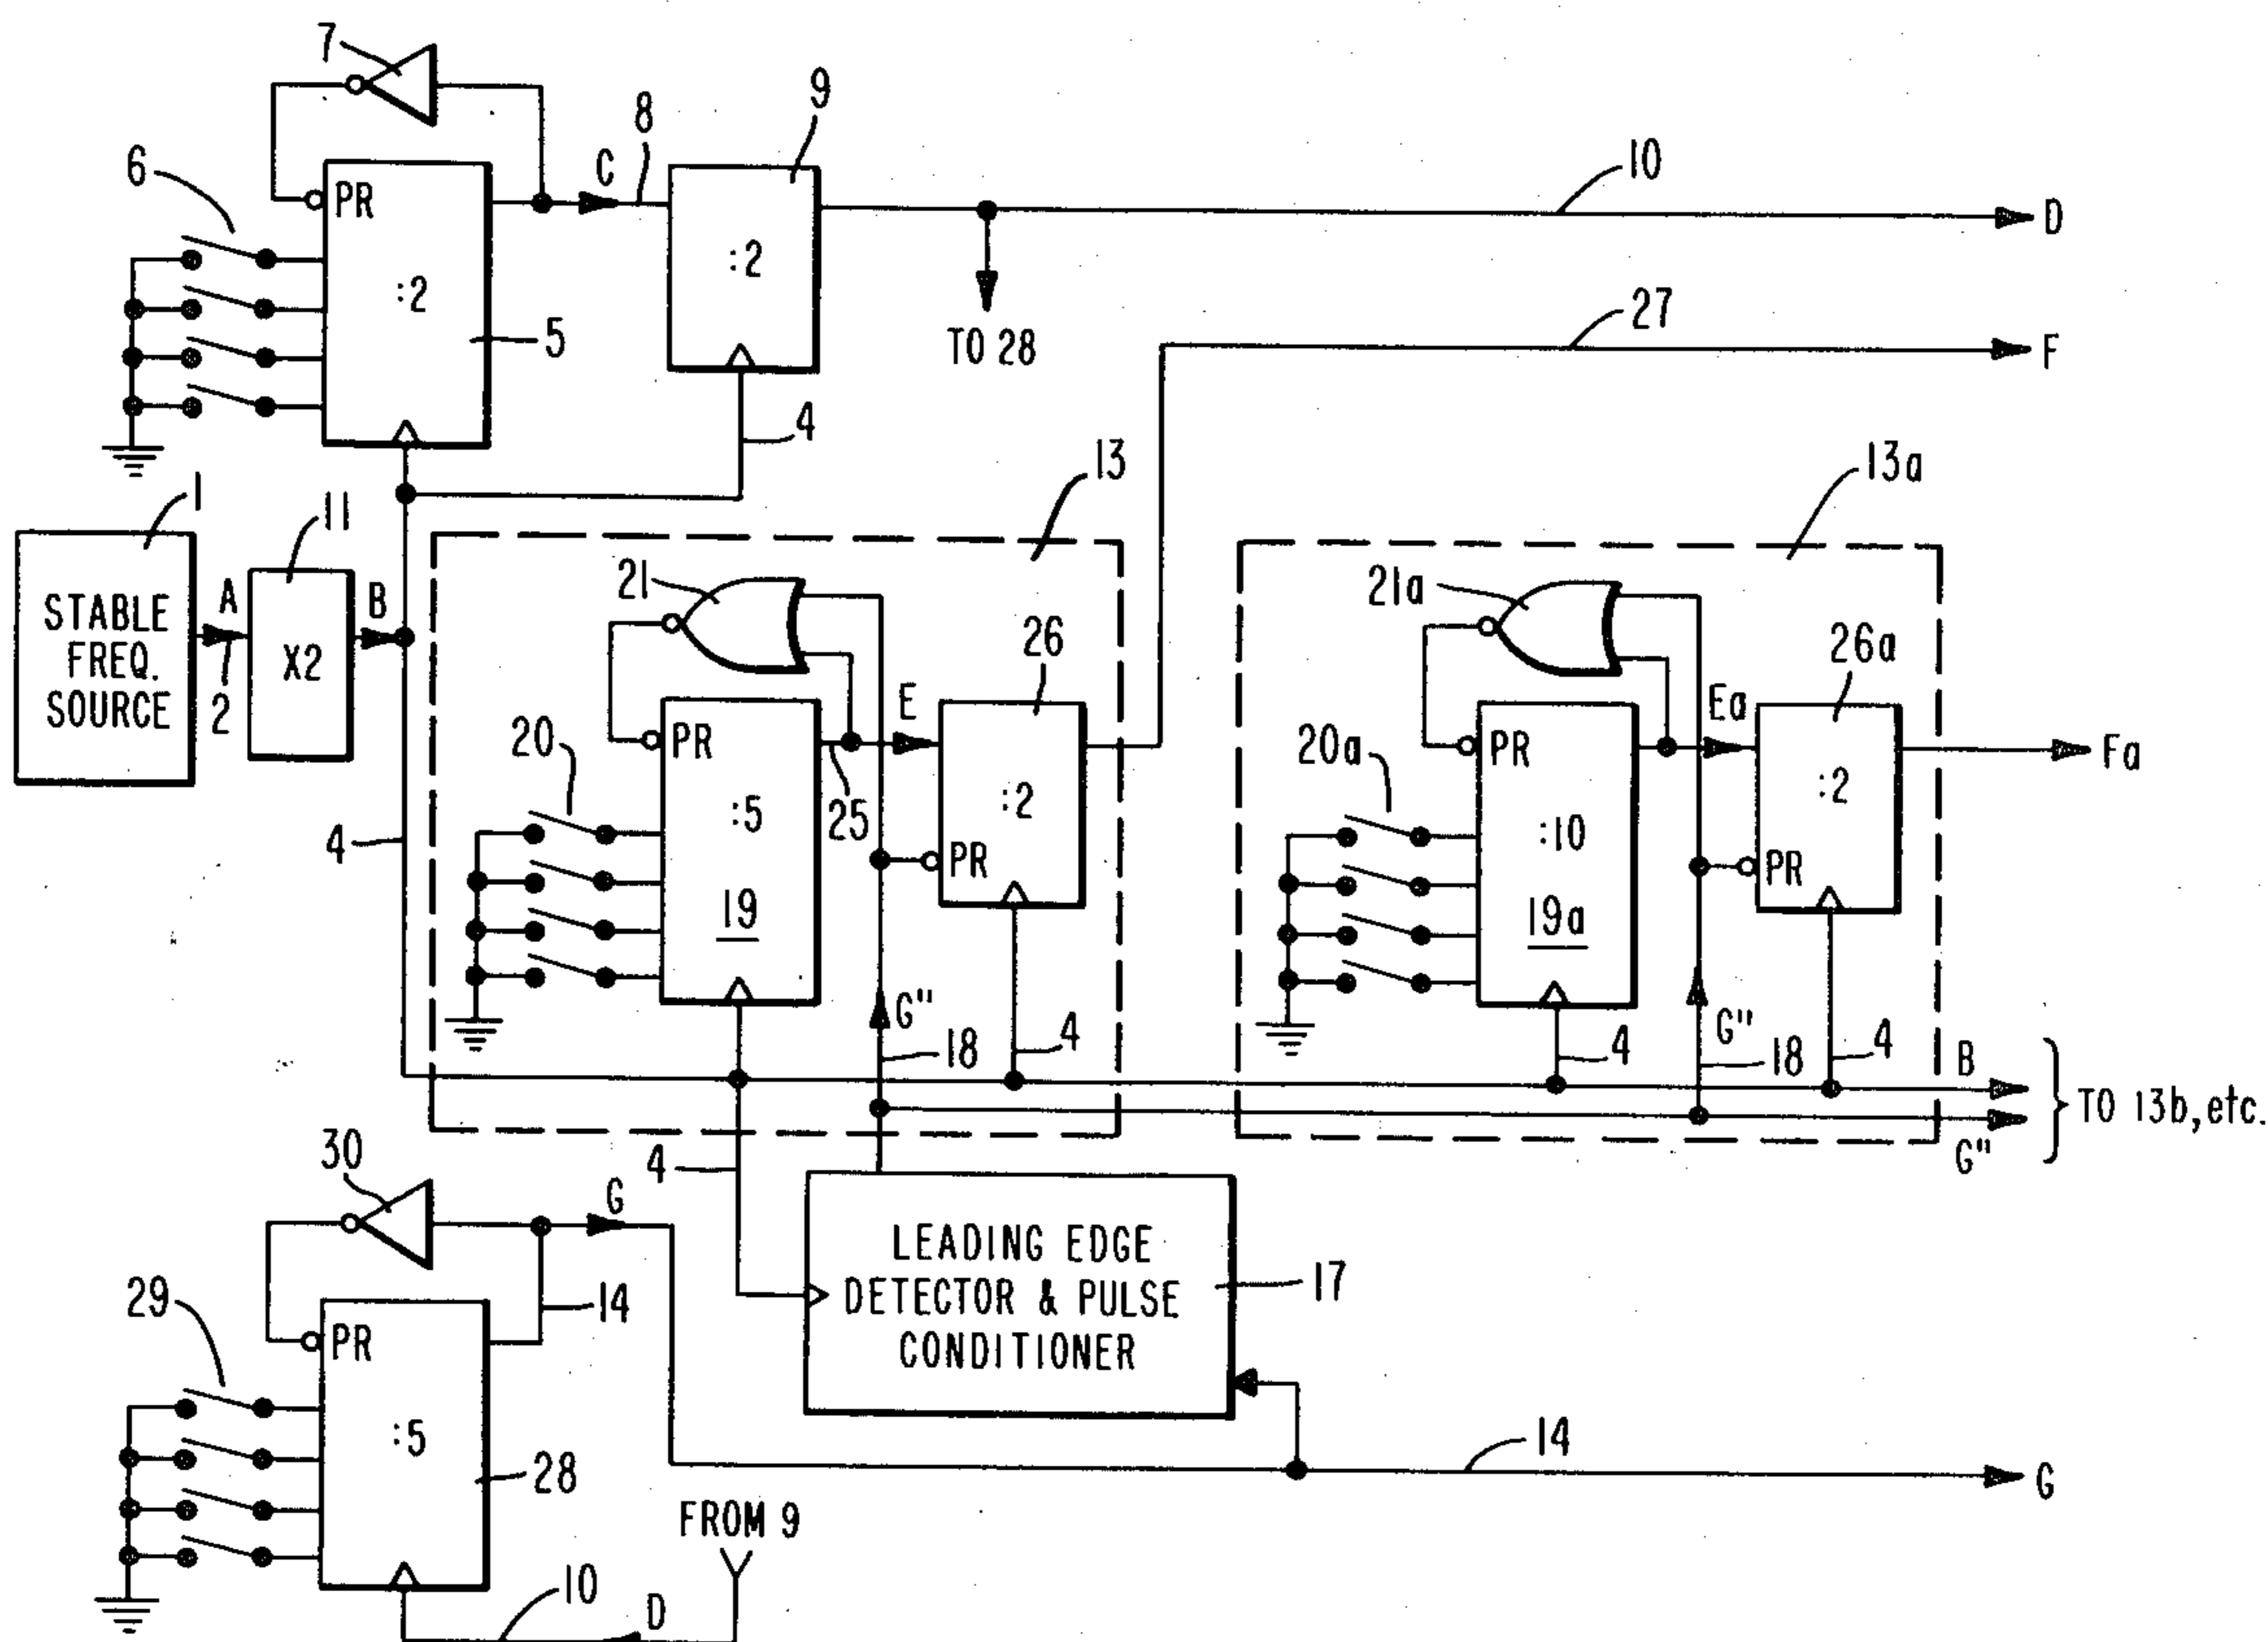 7
9
8
C
10
6
PR
D
:2
:2
27
5
TO 28
F
4
13
13a
1
11
21
21a
A
B
26
26a
STABLE
FREQ.
SOURCE
X2
2
E
Ea
20
PR
20a
PR
Fa
:5
:2
:10
:2
25
4
PR
PR
19
19a
G"
4
G"
4
18
4
18
B
TO 13b, etc.
G"
30
4
G
LEADING EDGE
DETECTOR & PULSE
CONDITIONER
17
29
14
PR
:5
14
28
G
FROM 9
10
D